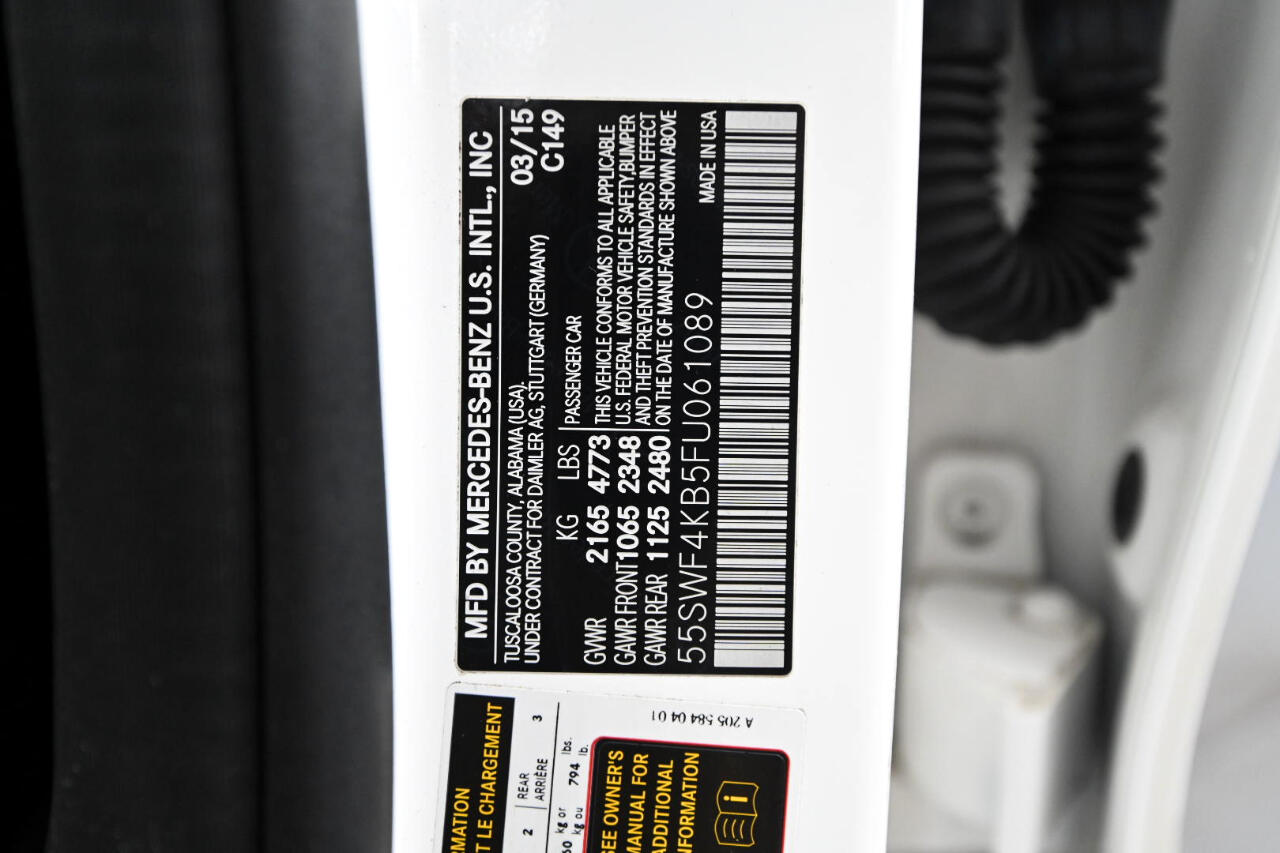 MFD BY MERCEDES-BENZ U.S. INTL., INC
TUSCALOOSA COUNTY, ALABAMA (USA),
UNDER CONTRACT FOR DAIMLER AG, STUTTGART (GERMANY)
03/15
C149
KG LBS
GVWR 2165 4773
GAWR FRONT 1065 2348
GAWR REAR 1125 2480
PASSENGER CAR
THIS VEHICLE CONFORMS TO ALL APPLICABLE
U.S. FEDERAL MOTOR VEHICLE SAFETY, BUMPER
AND THEFT PREVENTION STANDARDS IN EFFECT
ON THE DATE OF MANUFACTURE SHOWN ABOVE
55SWF4KB5FU061089
MADE IN USA
T LE CHARGEMENT
2 REAR 3
ARRIÈRE
kg or lbs.
kg ou 794 lb.
A 205 584 04 01
SEE OWNER'S
MANUAL FOR
ADDITIONAL